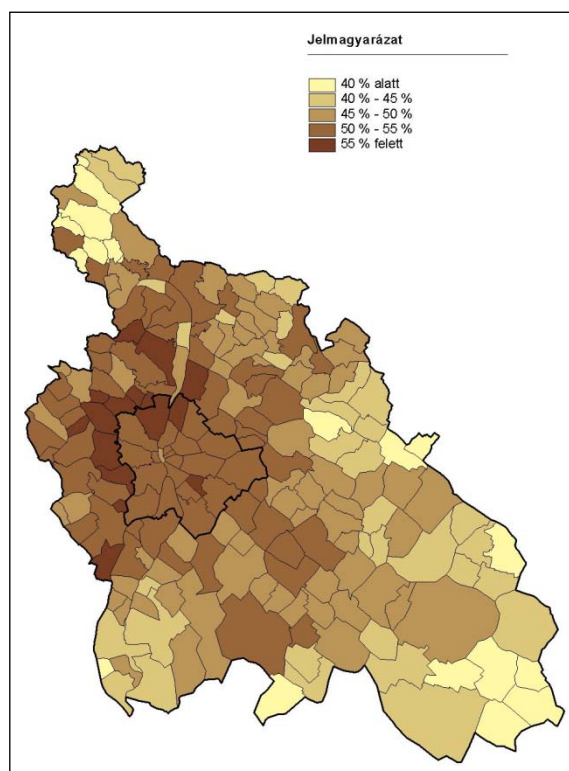 Jelmagyarázat
40 % alatt
40 % - 45 %
45 % - 50 %
50 % - 55 %
55 % felett